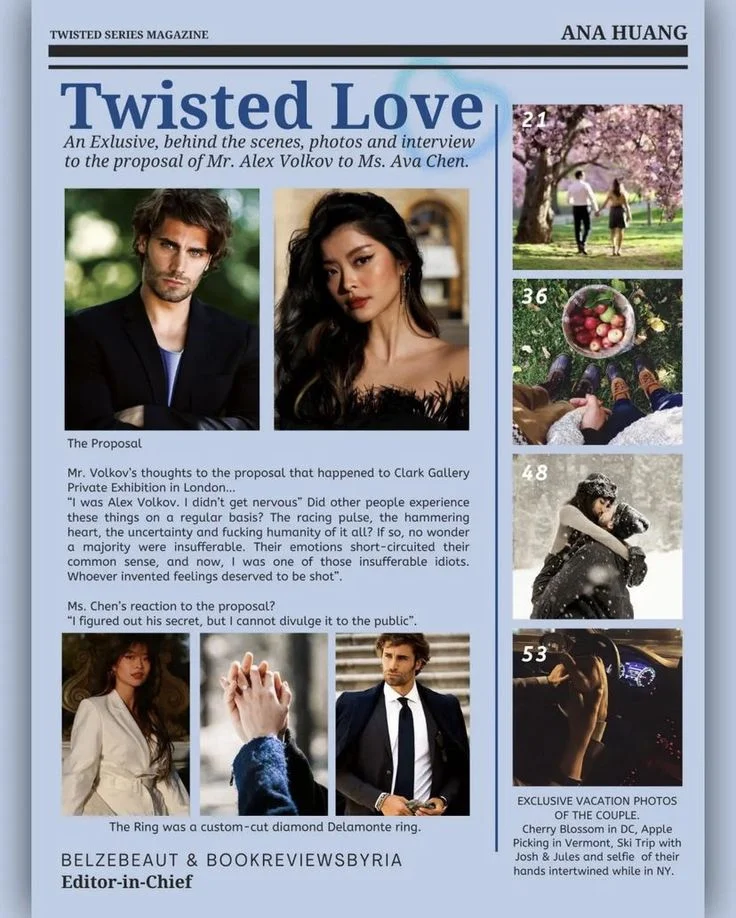 TWISTED SERIES MAGAZINE
ANA HUANG
Twisted Love
An Exlusive, behind the scenes, photos and interview
to the proposal of Mr. Alex Volkov to Ms. Ava Chen.
The Proposal
Mr. Volkov's thoughts to the proposal that happened to Clark Gallery
Private Exhibition in London...
“I was Alex Volkov. I didn't get nervous” Did other people experience
these things on a regular basis? The racing pulse, the hammering
heart, the uncertainty and fucking humanity of it all? If so, no wonder
a majority were insufferable. Their emotions short-circuited their
common sense, and now, I was one of those insufferable idiots.
Whoever invented feelings deserved to be shot”.
Ms. Chen's reaction to the proposal?
“I figured out his secret, but I cannot divulge it to the public”.
The Ring was a custom-cut diamond Delamonte ring.
BELZEBEAUT & BOOKREVIEWSBYRIA
Editor-in-Chief
21
36
48
53
EXCLUSIVE VACATION PHOTOS
OF THE COUPLE.
Cherry Blossom in DC, Apple
Picking in Vermont, Ski Trip with
Josh & Jules and selfie of their
hands intertwined while in NY.